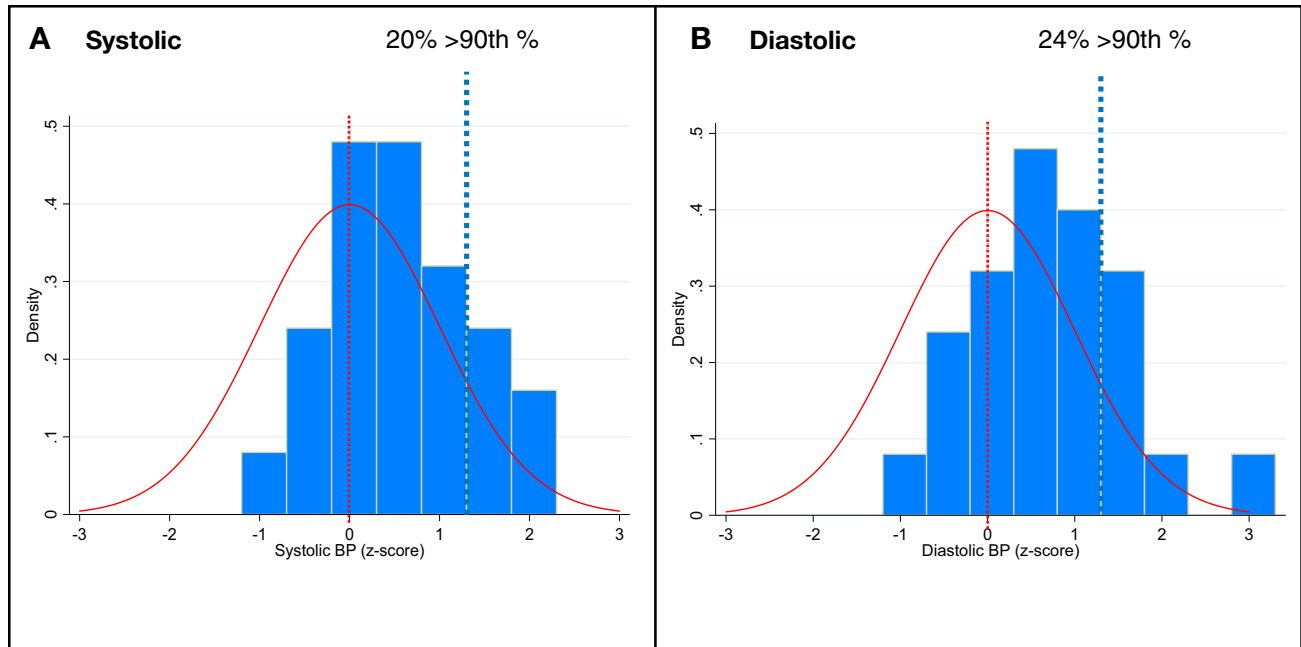 A Systolic 20% >90th %
Density
.5
.4
.3
.2
.1
0
-3 -2 -1 0 1 2 3
Systolic BP (z-score)
B Diastolic 24% >90th %
Density
.5
.4
.3
.2
.1
0
-3 -2 -1 0 1 2 3
Diastolic BP (z-score)